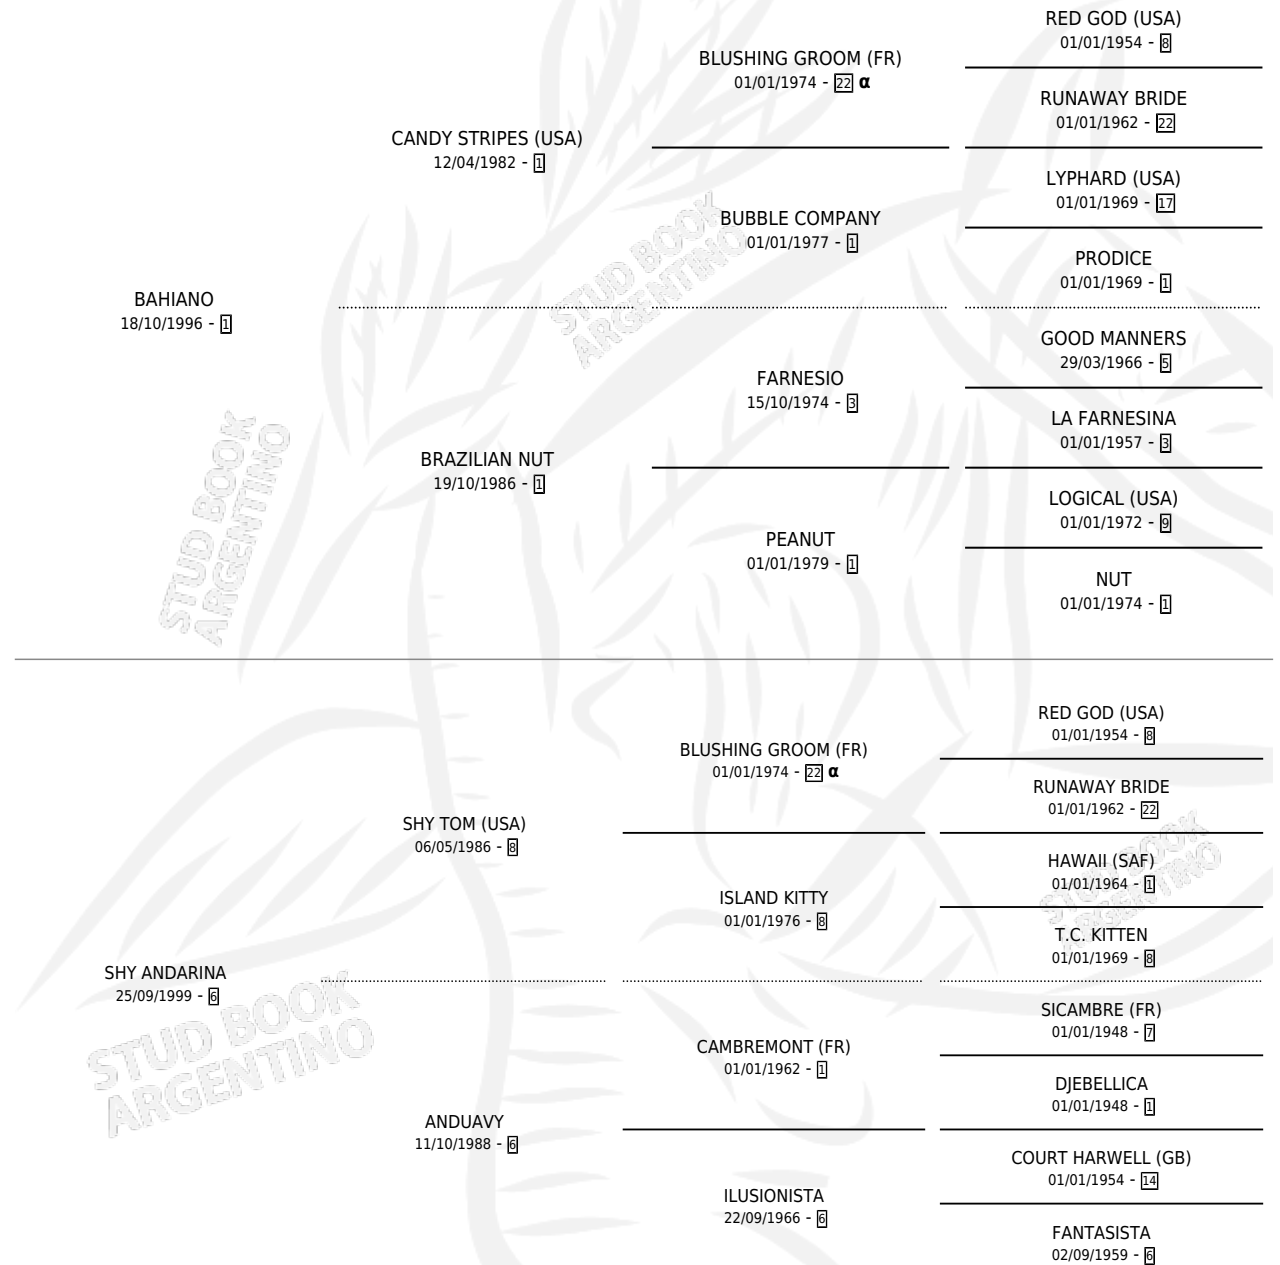 RED GOD (USA)
01/01/1954 - 8
BLUSHING GROOM (FR)
01/01/1974 - 22 α
RUNAWAY BRIDE
01/01/1962 - 22
CANDY STRIPES (USA)
12/04/1982 - 1
LYPHARD (USA)
01/01/1969 - 17
BUBBLE COMPANY
01/01/1977 - 1
PRODICE
01/01/1969 - 1
BAHIANO
18/10/1996 - 1
GOOD MANNERS
29/03/1966 - 5
FARNESIO
15/10/1974 - 3
LA FARNESINA
01/01/1957 - 3
BRAZILIAN NUT
19/10/1986 - 1
LOGICAL (USA)
01/01/1972 - 9
PEANUT
01/01/1979 - 1
NUT
01/01/1974 - 1
STUD BOOK
ARGENTINO
STUD BOOK
ARGENTINO
RED GOD (USA)
01/01/1954 - 8
BLUSHING GROOM (FR)
01/01/1974 - 22 α
RUNAWAY BRIDE
01/01/1962 - 22
SHY TOM (USA)
06/05/1986 - 8
HAWAII (SAF)
01/01/1964 - 1
ISLAND KITTY
01/01/1976 - 8
T.C. KITTEN
01/01/1969 - 8
SHY ANDARINA
25/09/1999 - 6
SICAMBRE (FR)
01/01/1948 - 7
CAMBREMONT (FR)
01/01/1962 - 1
DJEBELLICA
01/01/1948 - 1
ANDUAVY
11/10/1988 - 6
COURT HARWELL (GB)
01/01/1954 - 14
ILUSIONISTA
22/09/1966 - 6
FANTASISTA
02/09/1959 - 6
STUD BOOK
ARGENTINO
STUD BOOK
ARGENTINO